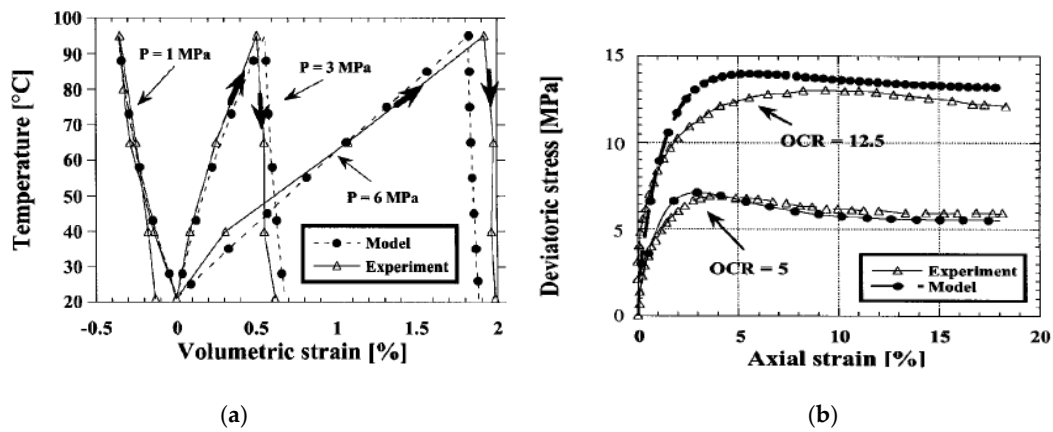 100
90
80
70
60
50
40
30
20
-0.5
0
0.5
1
1.5
2
Temperature [°C]
Volumetric strain [%]
P = 1 MPa
P = 3 MPa
P = 6 MPa
Model
Experiment
(a)
15
10
5
0
0
5
10
15
20
Deviatoric stress [MPa]
Axial strain [%]
OCR = 12.5
OCR = 5
Experiment
Model
(b)